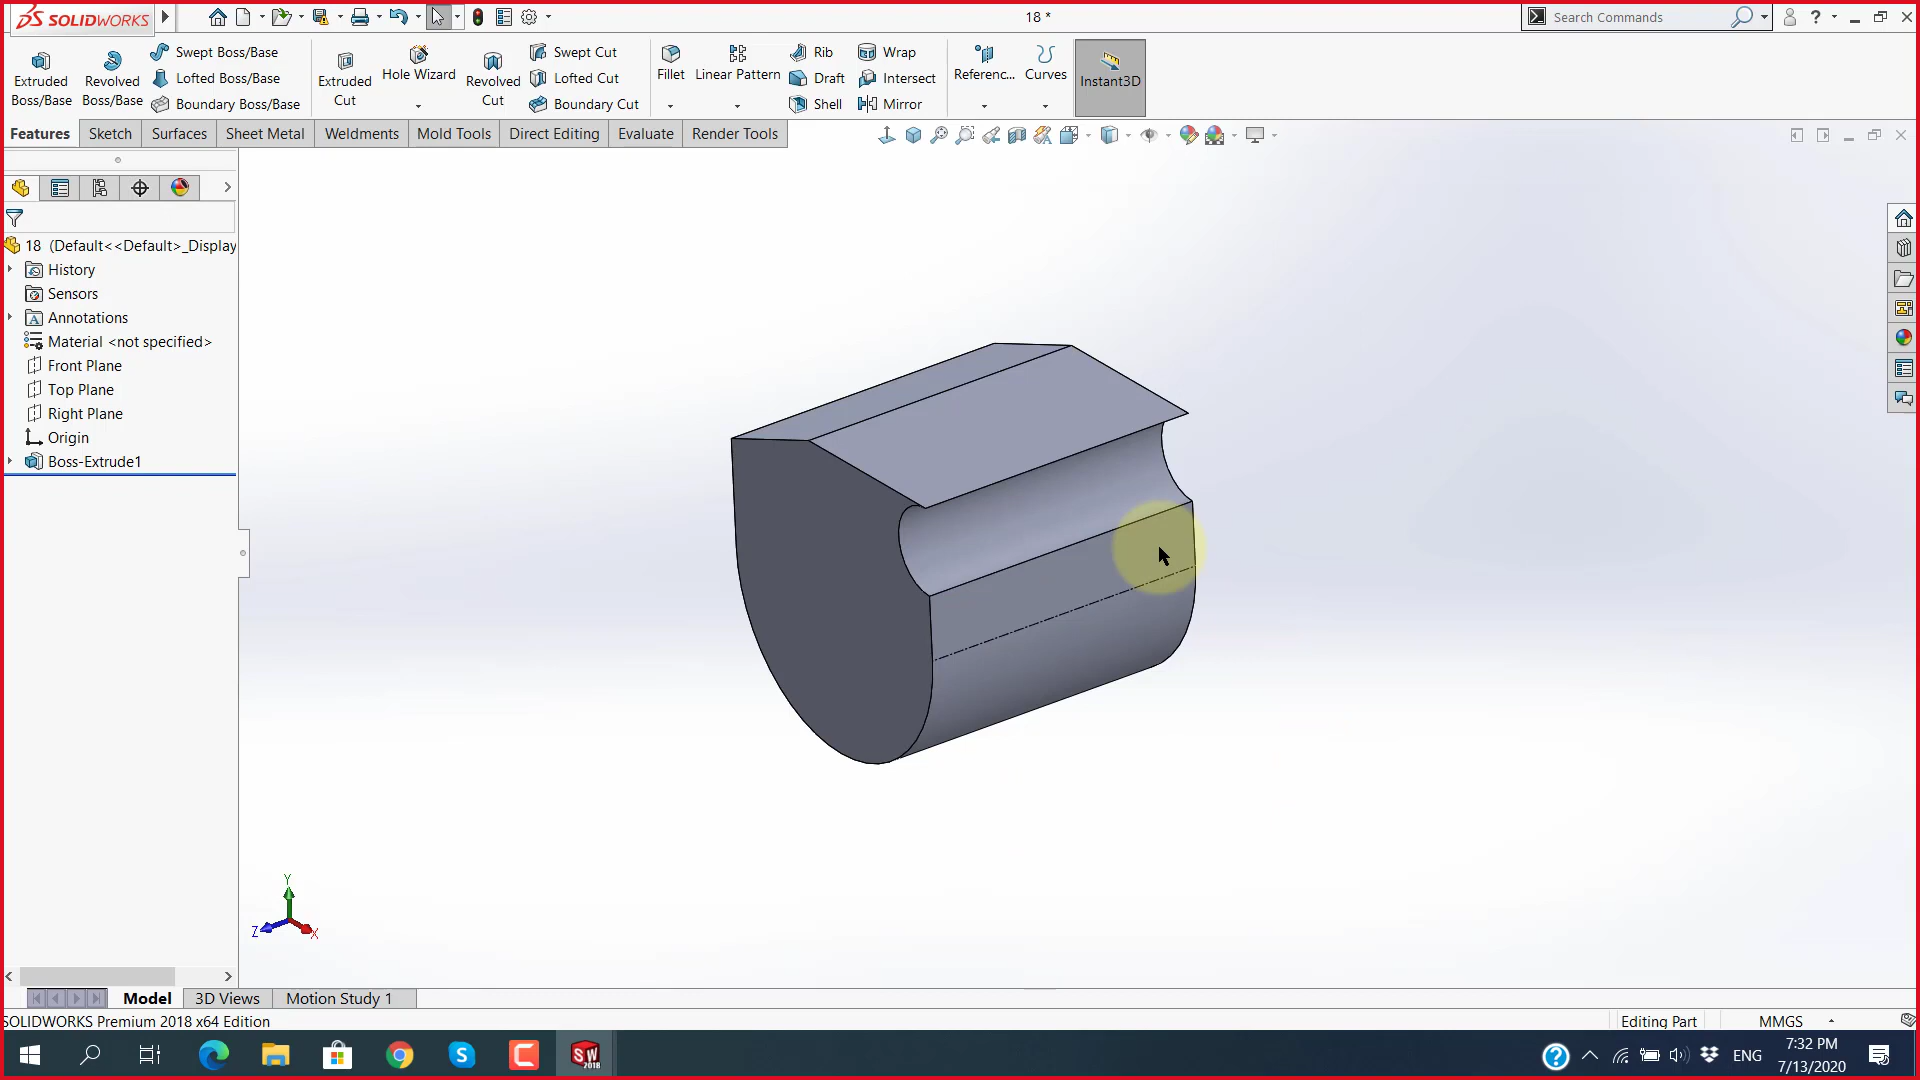 SOLIDWORKS
18 *
Search Commands
Extruded Boss/Base
Revolved Boss/Base
Swept Boss/Base
Lofted Boss/Base
Boundary Boss/Base
Extruded Cut
Hole Wizard
Revolved Cut
Swept Cut
Lofted Cut
Boundary Cut
Fillet
Linear Pattern
Rib
Draft
Shell
Wrap
Intersect
Mirror
Referenc...
Curves
Instant3D
Features
Sketch
Surfaces
Sheet Metal
Weldments
Mold Tools
Direct Editing
Evaluate
Render Tools
18 (Default<<Default>_Display
History
Sensors
Annotations
Material <not specified>
Front Plane
Top Plane
Right Plane
Origin
Boss-Extrude1
Y
Z
X
Model
3D Views
Motion Study 1
SOLIDWORKS Premium 2018 x64 Edition
Editing Part
MMGS
SW
2018
ENG
7:32 PM
7/13/2020